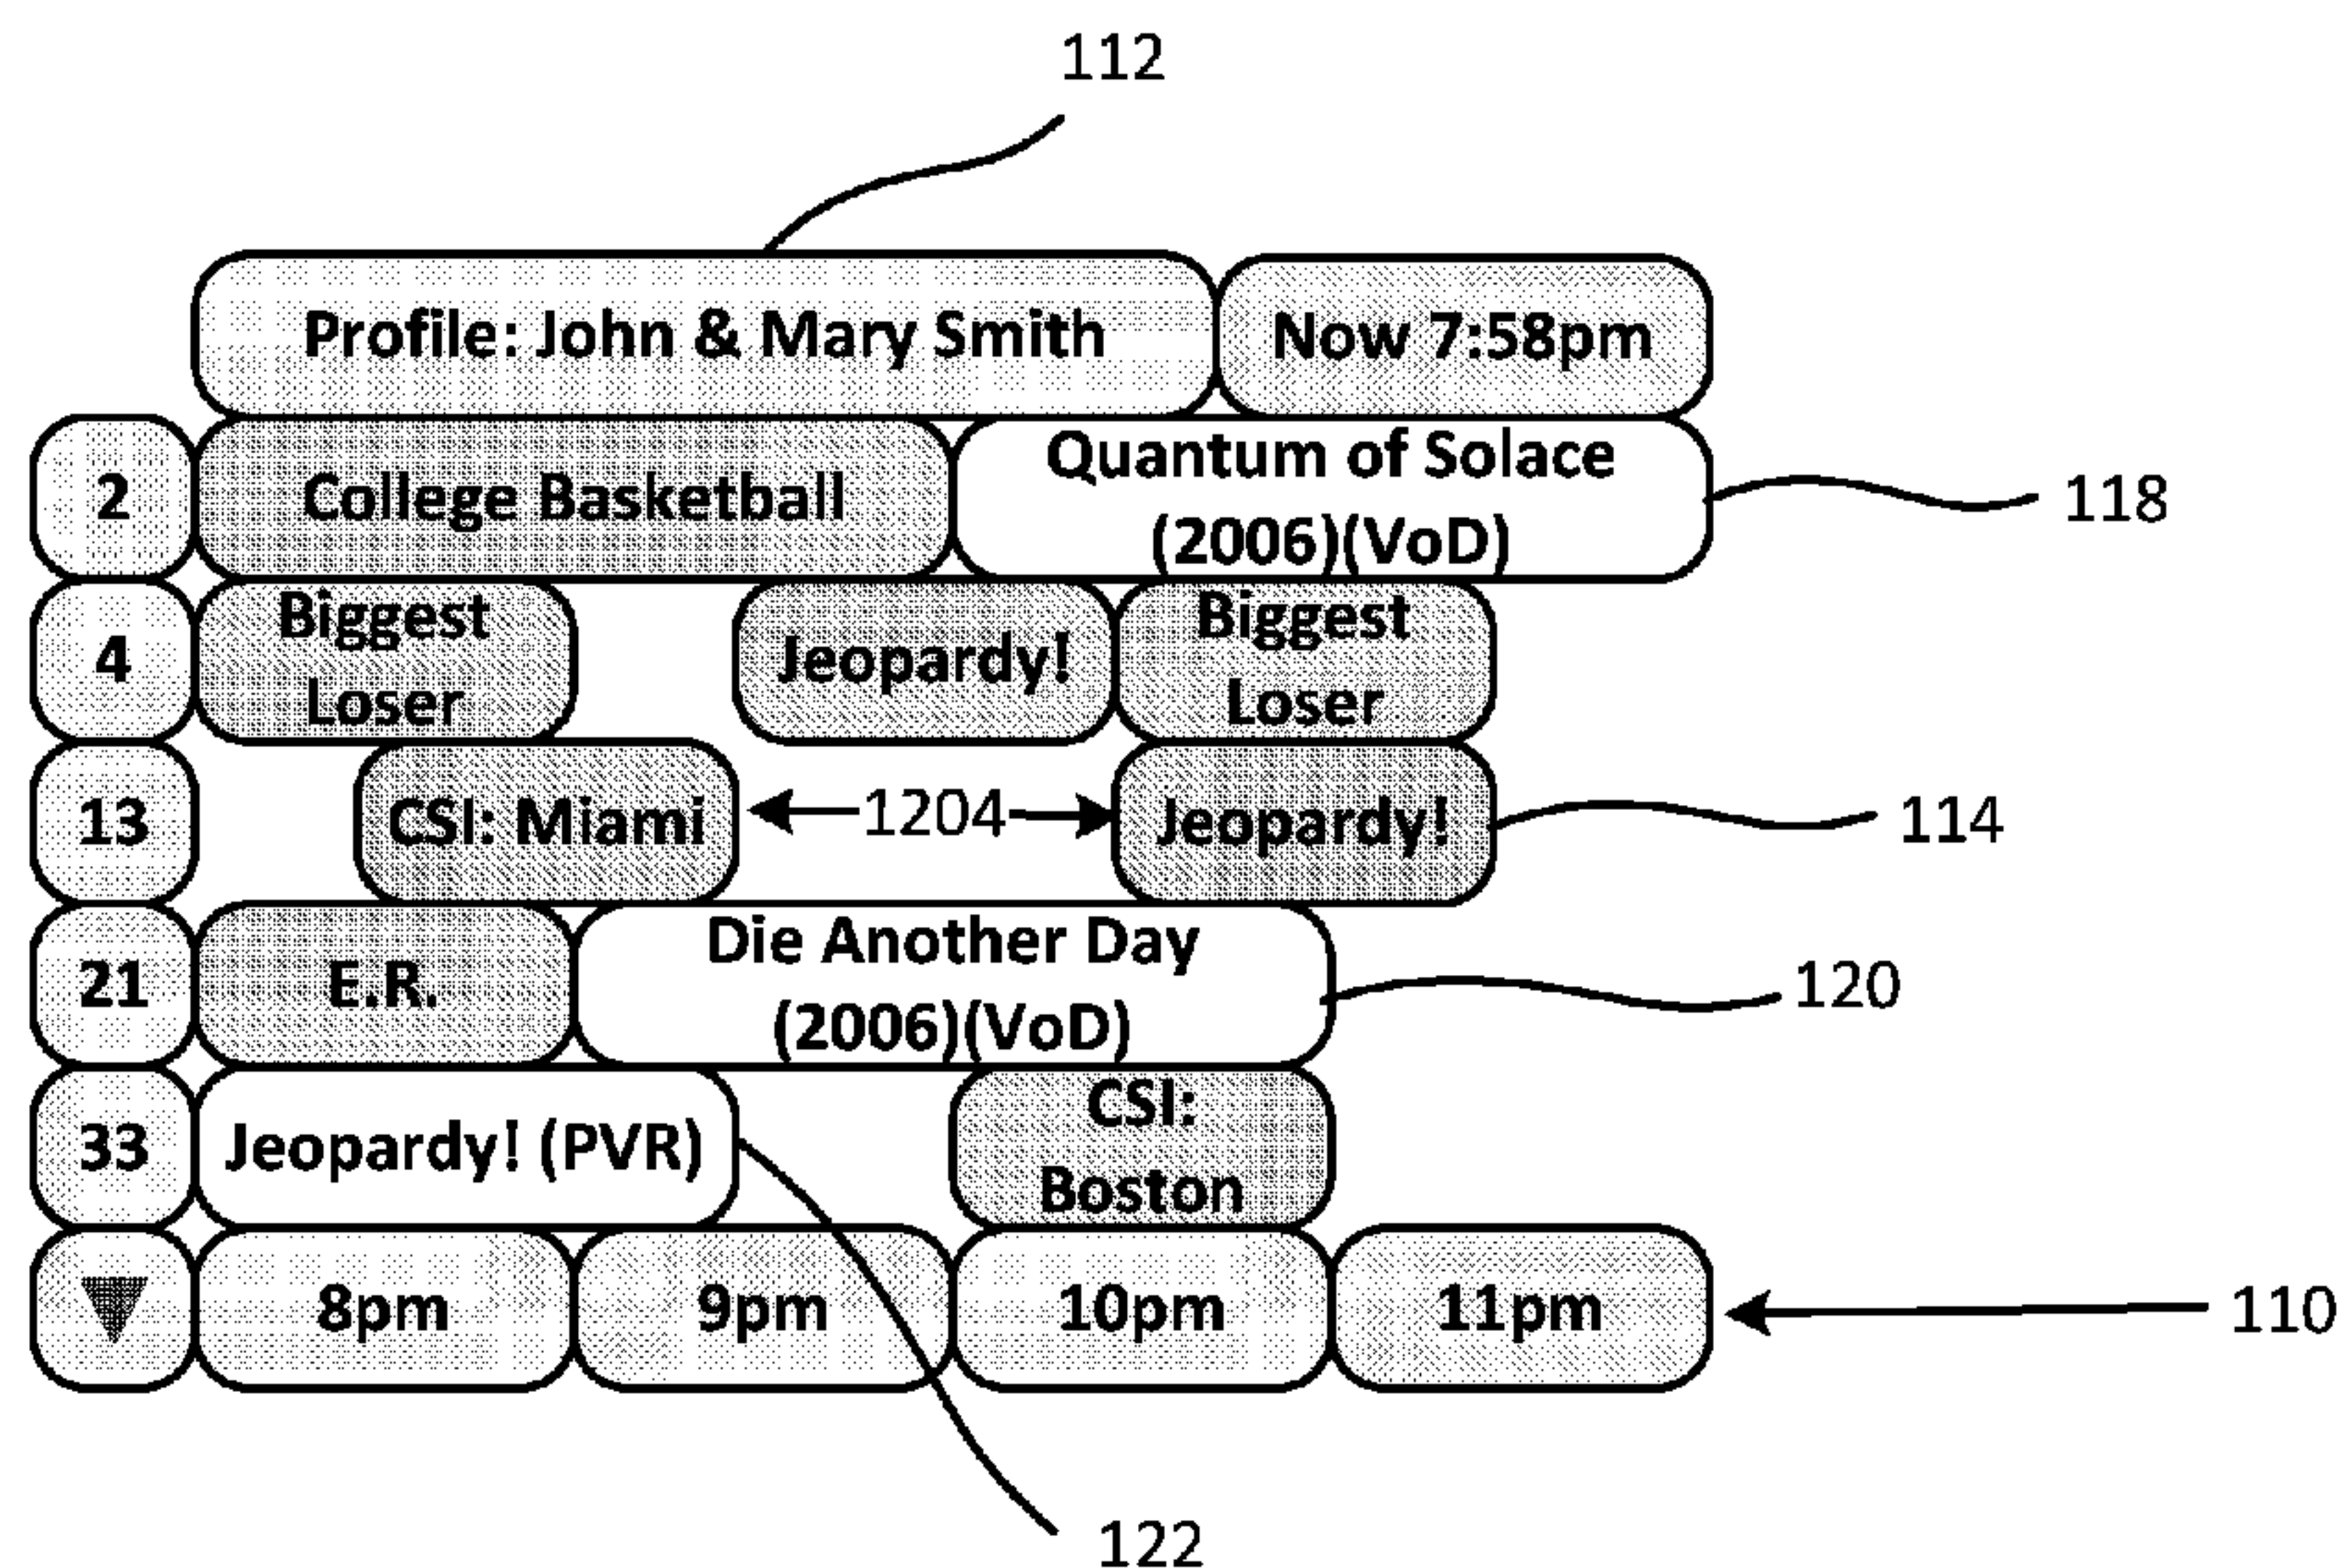 112
Profile: John & Mary Smith Now 7:58pm
2 College Basketball Quantum of Solace
(2006)(VoD) 118
4 Biggest
Loser Jeopardy! Biggest
Loser
13 CSI: Miami 1204 Jeopardy! 114
21 E.R. Die Another Day
(2006)(VoD) 120
33 Jeopardy! (PVR) CSI:
Boston
8pm 9pm 10pm 11pm 110
122